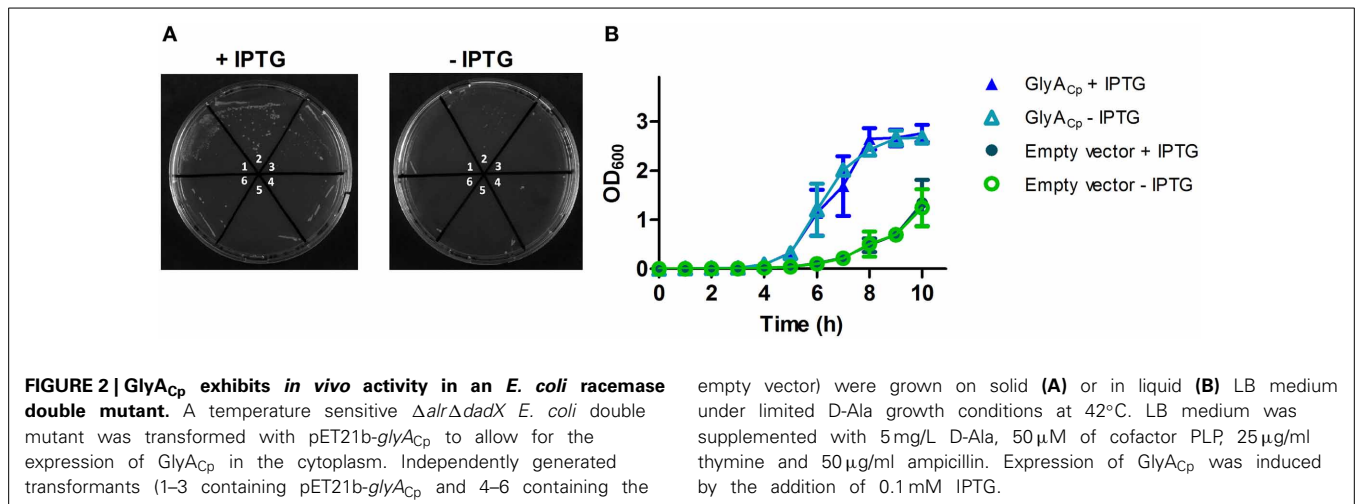 A
B
+ IPTG
- IPTG
1 2 3
6 5 4
1 2 3
6 5 4
OD600
3
2
1
0
0 2 4 6 8 10
Time (h)
GlyACp + IPTG
GlyACp - IPTG
Empty vector + IPTG
Empty vector - IPTG
FIGURE 2 | GlyACp exhibits in vivo activity in an E. coli racemase
double mutant. A temperature sensitive ΔalrΔdadX E. coli double
mutant was transformed with pET21b-glyACp to allow for the
expression of GlyACp in the cytoplasm. Independently generated
transformants (1–3 containing pET21b-glyACp and 4–6 containing the
empty vector) were grown on solid (A) or in liquid (B) LB medium
under limited D-Ala growth conditions at 42°C. LB medium was
supplemented with 5 mg/L D-Ala, 50 μM of cofactor PLP, 25 μg/ml
thymine and 50 μg/ml ampicillin. Expression of GlyACp was induced
by the addition of 0.1 mM IPTG.